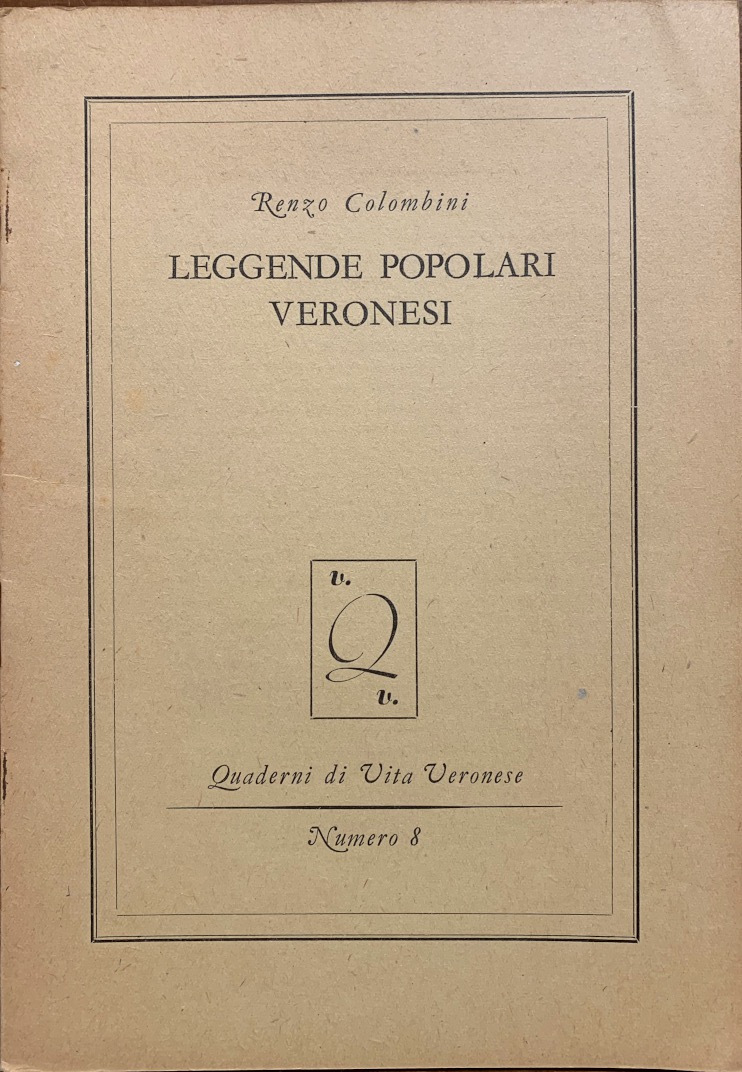 Renzo Colombini
LEGGENDE POPOLARI
VERONESI
v.
Q
v.
Quaderni di Vita Veronese
Numero 8